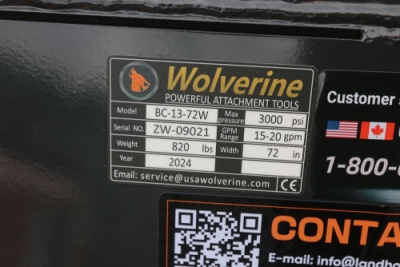 Wolverine
POWERFUL ATTACHMENT TOOLS
Model BC-13-72W Max pressure 3000 psi
Serial NO. ZW-09021 GPM Range 15-20 gpm
Weight 820 lbs Width 72 in
Year 2024
Email: service@usawolverine.com CE
Customer
1-800-
CONTA
E-mail: info@landho